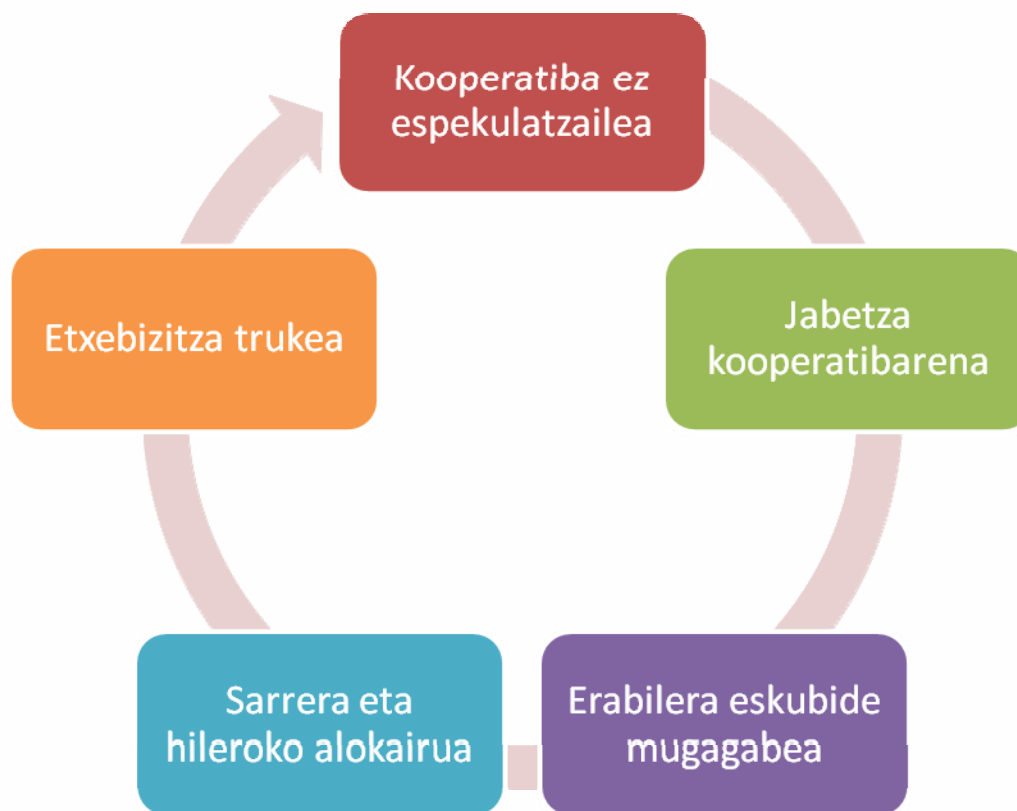 Kooperatiba ez
espekulatzailea
Jabetza
kooperatibarena
Erabilera eskubide
mugagabea
Sarrera eta
hileroko alokairua
Etxebizitza trukea